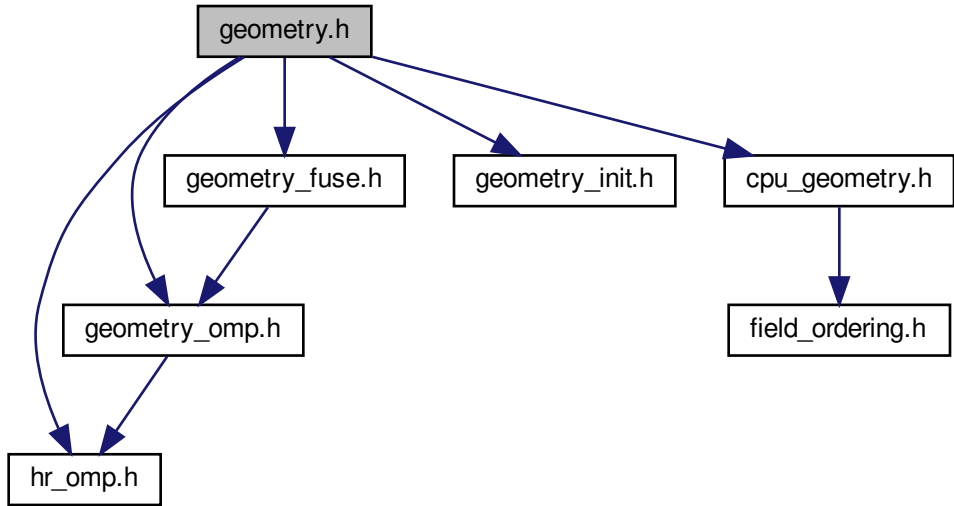 geometry.h
geometry_fuse.h
geometry_init.h
cpu_geometry.h
geometry_omp.h
field_ordering.h
hr_omp.h